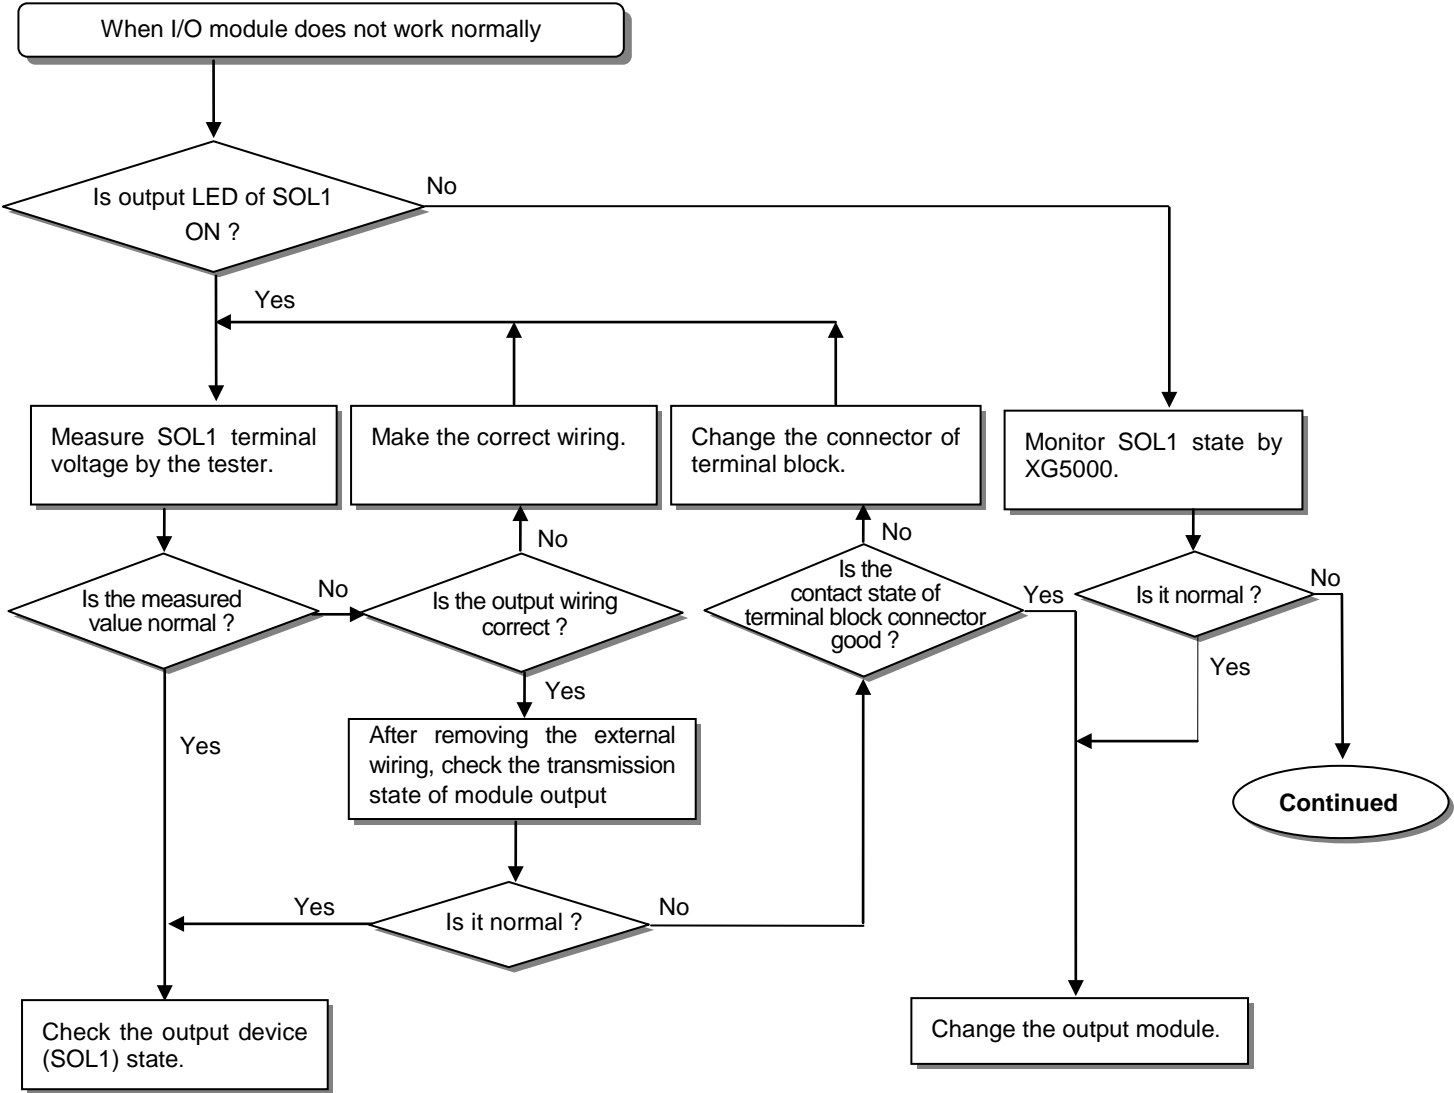 When I/O module does not work normally
Is output LED of SOL1
ON ?
No
Yes
Measure SOL1 terminal
voltage by the tester.
Make the correct wiring.
Change the connector of
terminal block.
Monitor SOL1 state by
XG5000.
No
No
Is the measured
value normal ?
No
Is the output wiring
correct ?
Is the
contact state of
terminal block connector
good ?
Yes
Is it normal ?
No
Yes
Yes
Yes
After removing the external
wiring, check the transmission
state of module output
Continued
Yes
Is it normal ?
No
Check the output device
(SOL1) state.
Change the output module.